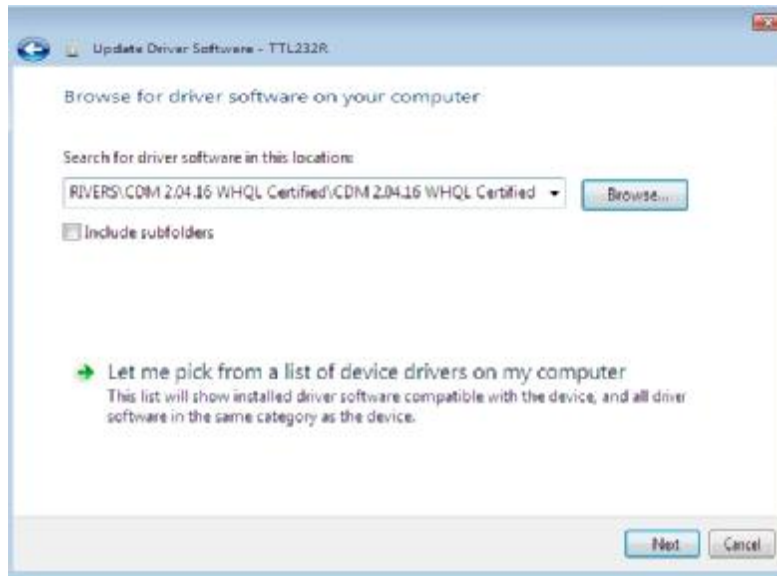 Update Driver Software - TTL232R
Browse for driver software on your computer
Search for driver software in this location:
RIVERS\CDM 2.04.16 WHQL Certified\CDM 2.04.16 WHQL Certified
Browse...
Include subfolders
Let me pick from a list of device drivers on my computer
This list will show installed driver software compatible with the device, and all driver
software in the same category as the device.
Next
Cancel